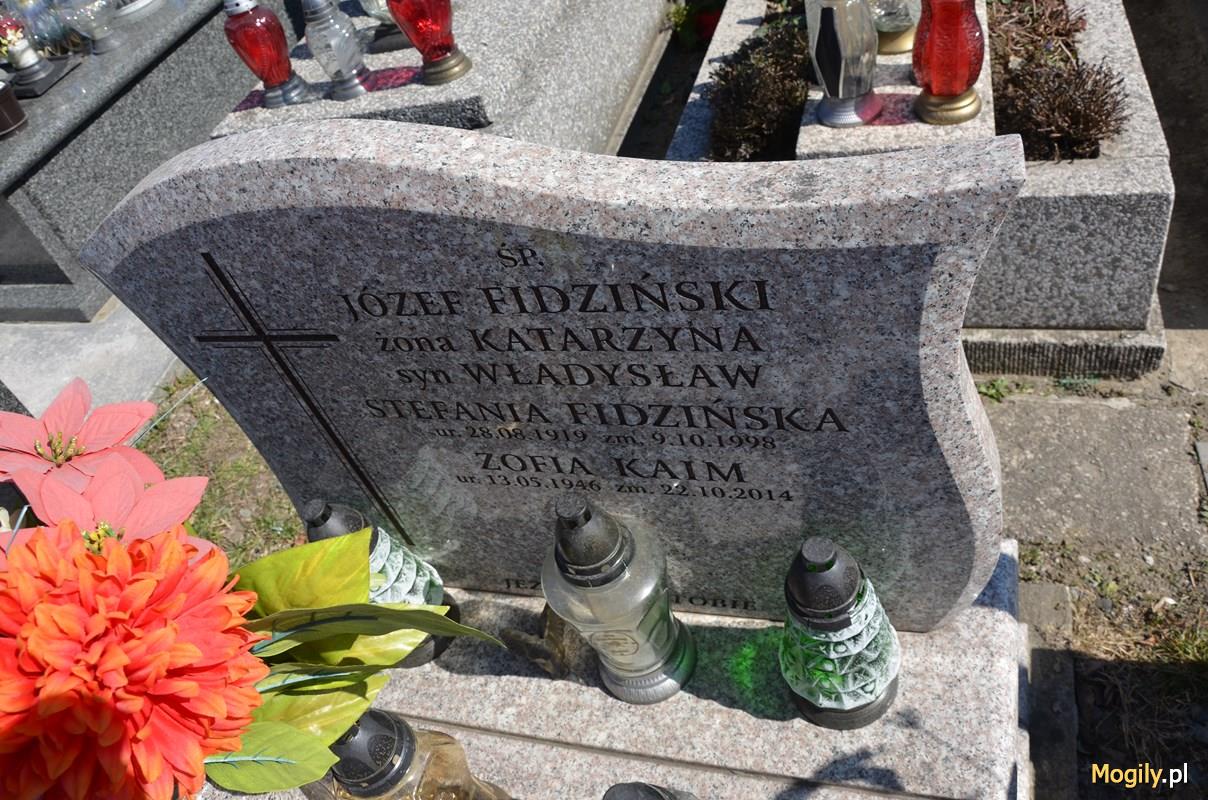 ŚP.
JÓZEF FIDZIŃSKI
żona KATARZYNA
syn WŁADYSŁAW
STEFANIA FIDZIŃSKA
ur. 28.08.1919 zm. 9.10.1998
ZOFIA KAIM
ur. 13.05.1946 zm. 22.10.2014
TOBIE
Mogily.pl